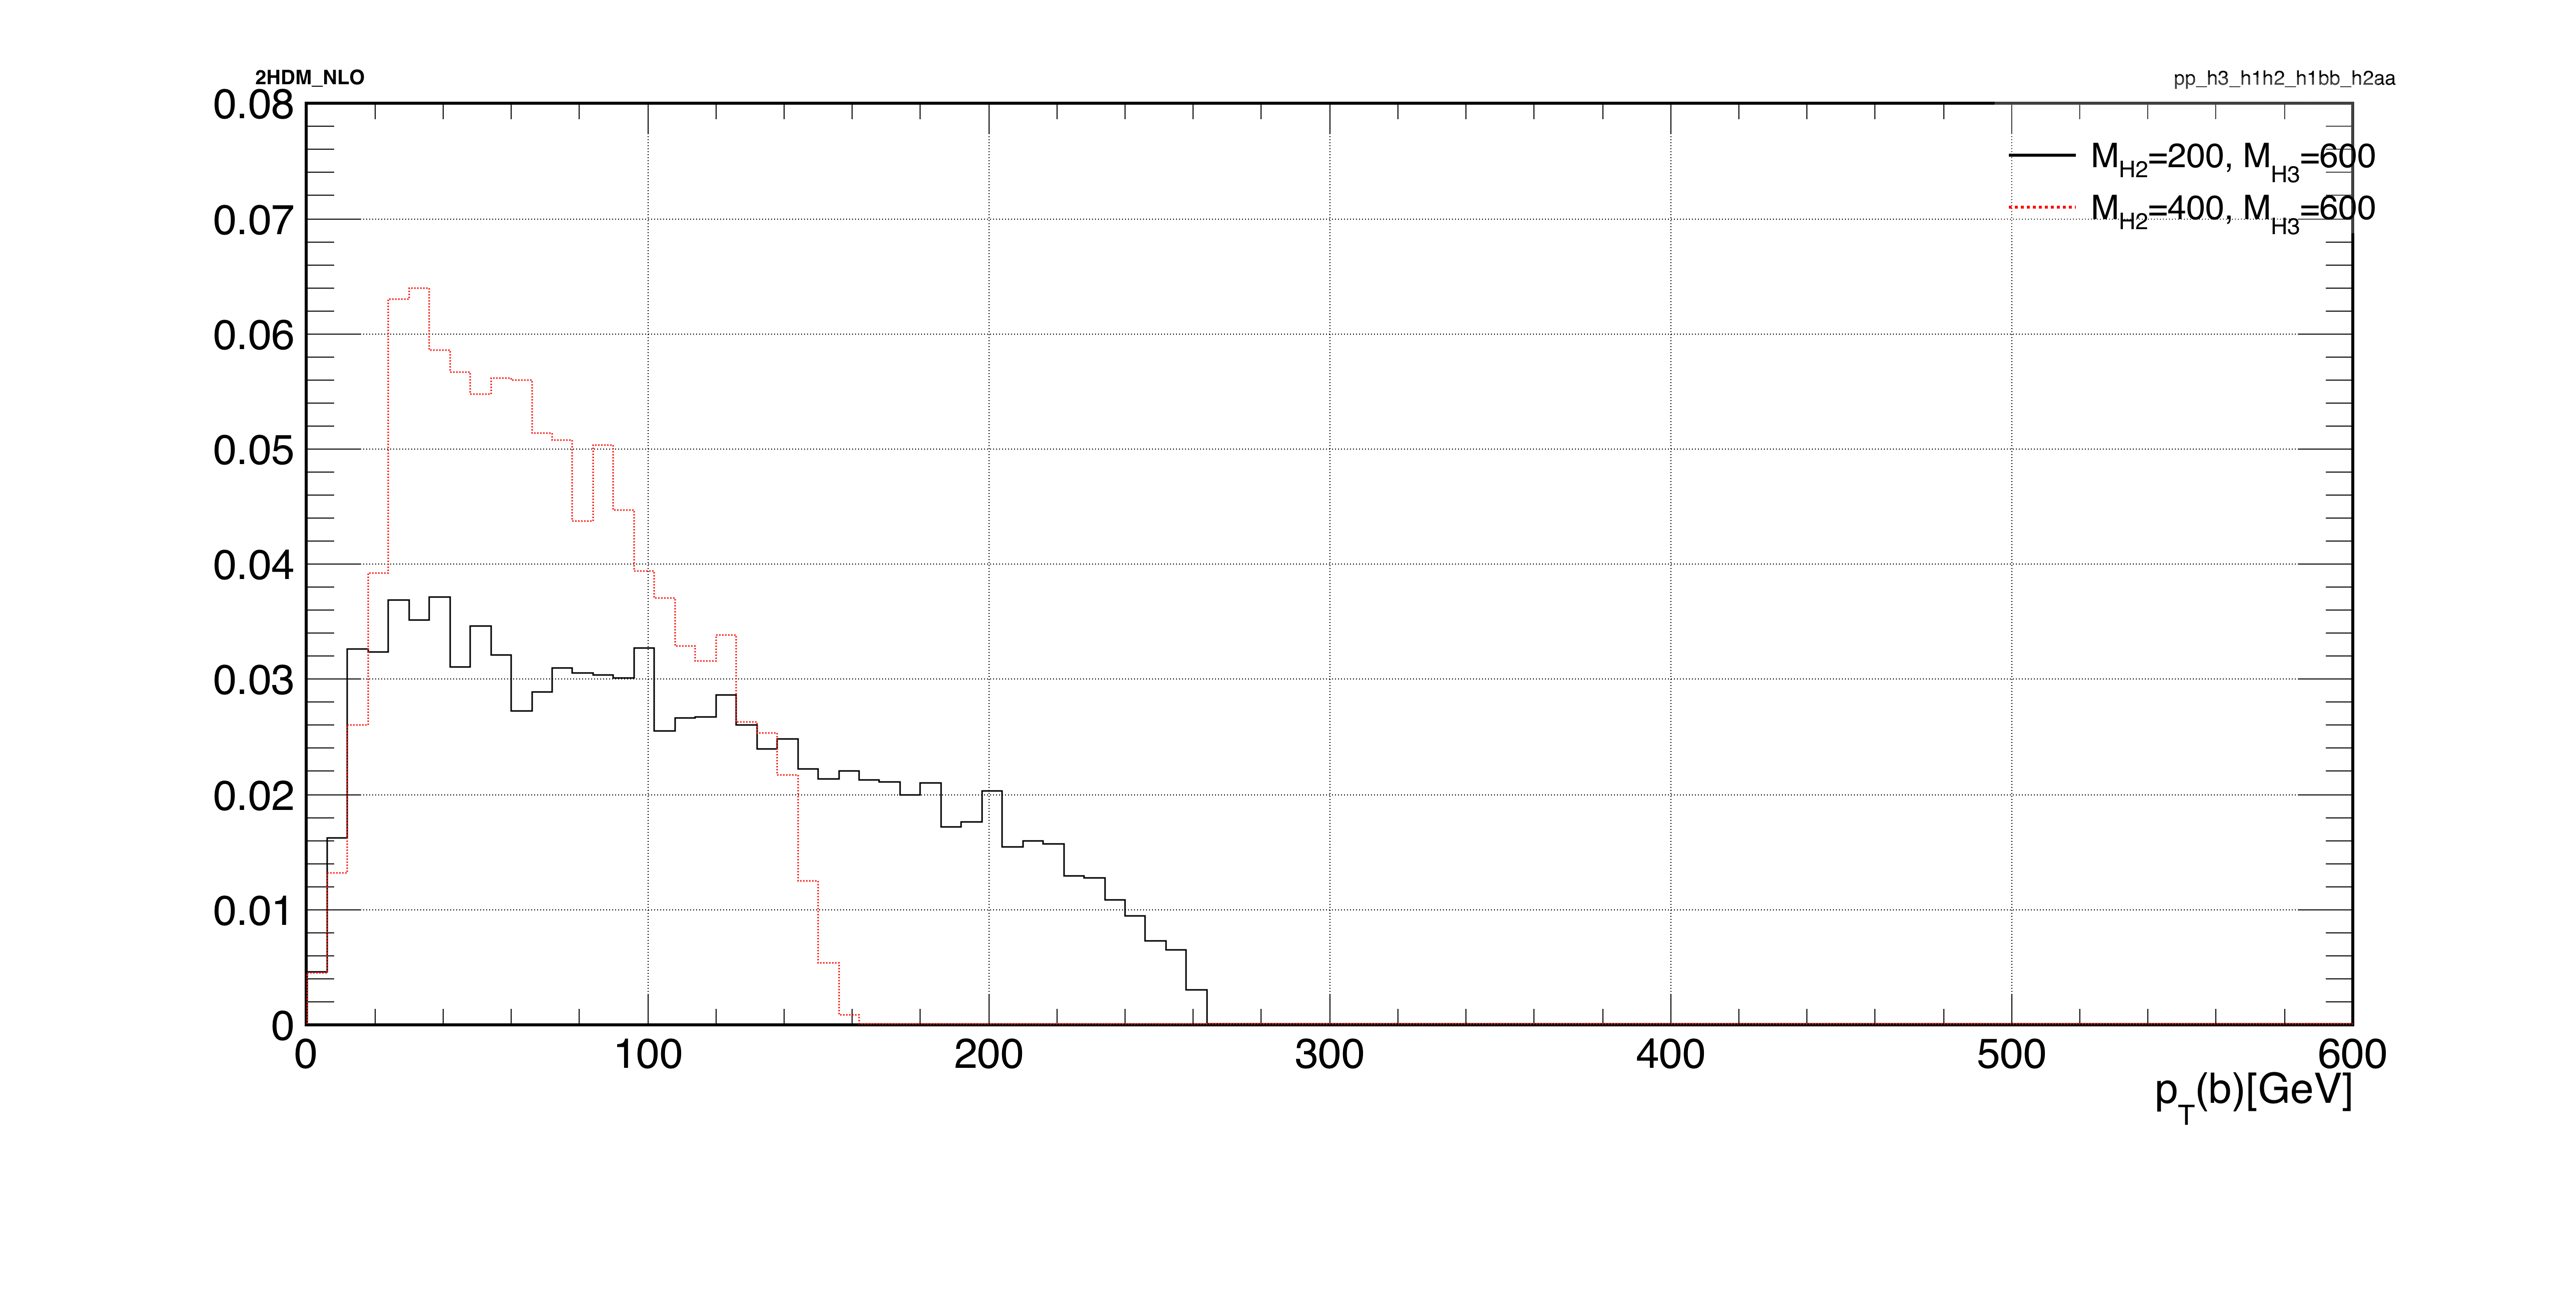 2HDM_NLO
pp_h3_h1h2_h1bb_h2aa
M_H2=200, M_H3=600
M_H2=400, M_H3=600
0.08
0.07
0.06
0.05
0.04
0.03
0.02
0.01
0
0 100 200 300 400 500 600
p_T(b)[GeV]